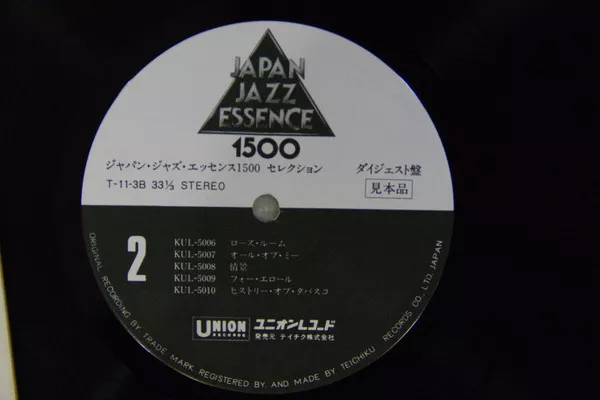 JAPAN
JAZZ
ESSENCE
1500
ジャパン・ジャズ・エッセンス1500 セレクション ダイジェスト盤
T-11-3B 33⅓ STEREO 見本品
2
KUL-5006 ローズ・ルーム
KUL-5007 オール・オブ・ミー
KUL-5008 情景
KUL-5009 フォー・エロール
KUL-5010 ヒストリー・オブ・タバスコ
UNION RECORDS ユニオンレコード
発売元 テイチク株式会社
ORIGINAL RECORDING BY TRADE MARK REGISTERED BY, AND MADE BY TEICHIKU RECORDS CO., LTD. JAPAN